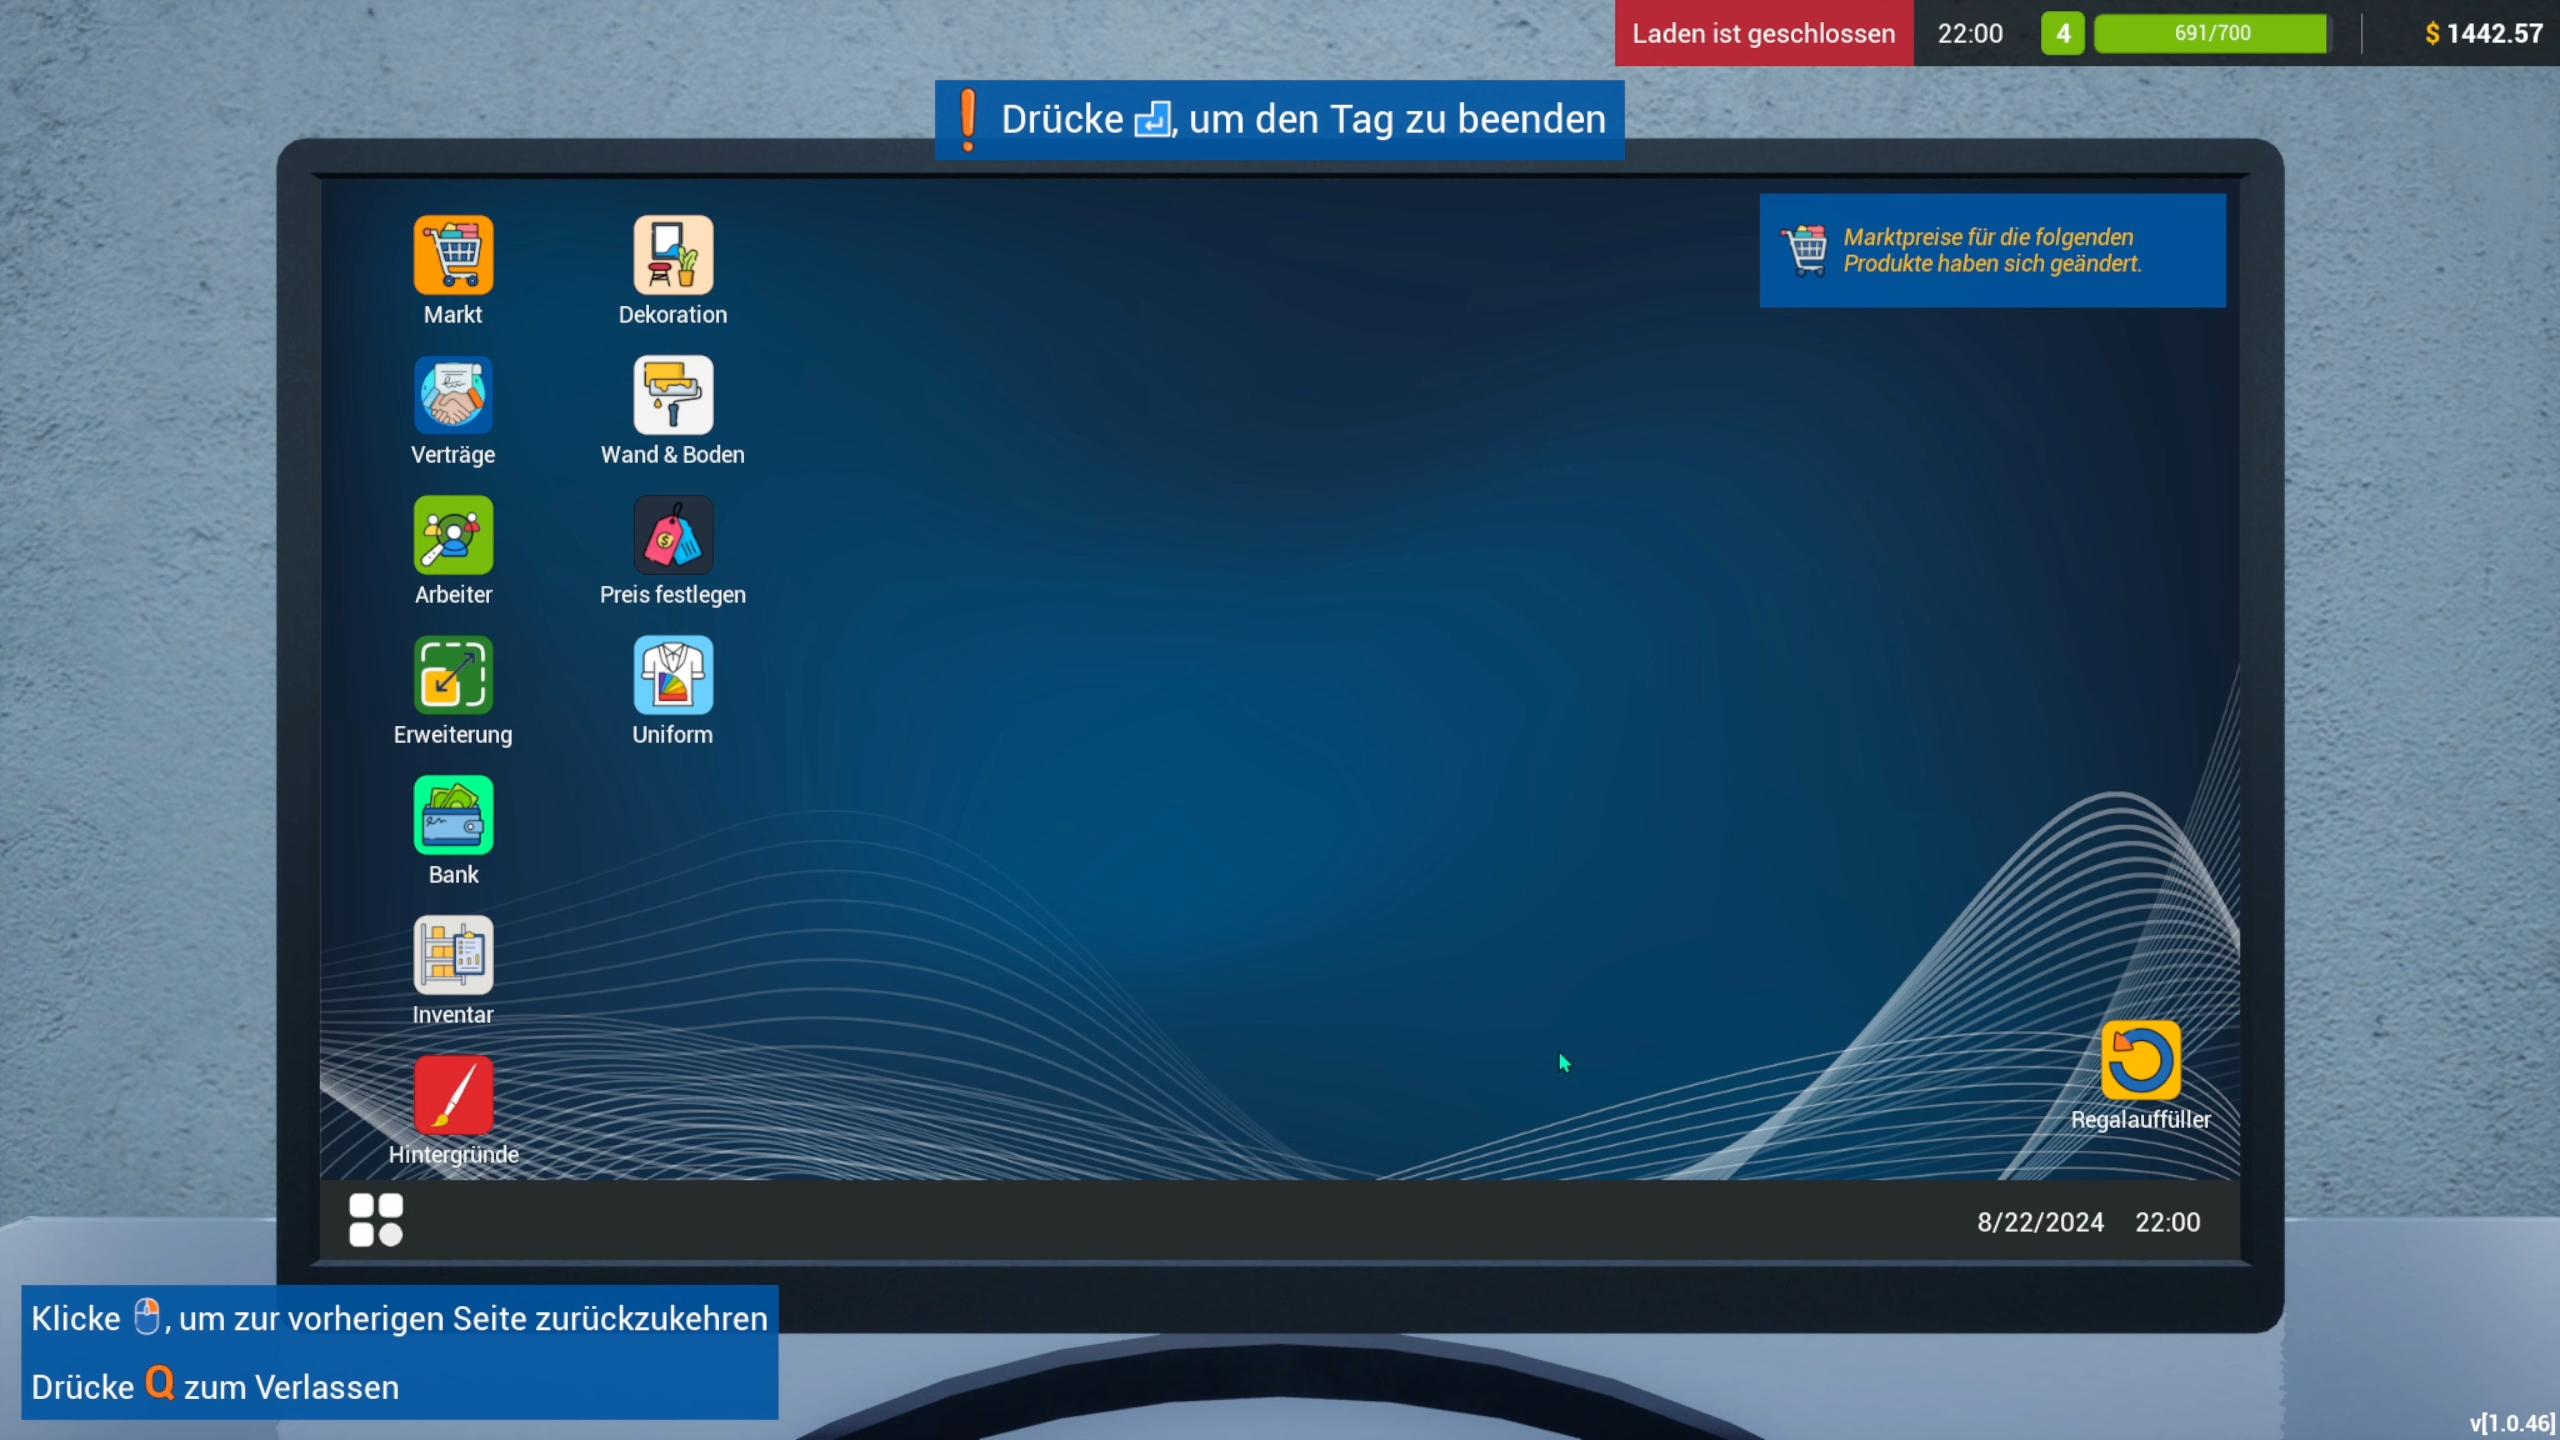 Laden ist geschlossen
22:00
4
691/700
$ 1442.57
Drücke , um den Tag zu beenden
Marktpreise für die folgenden
Produkte haben sich geändert.
Markt
Dekoration
Verträge
Wand & Boden
Arbeiter
Preis festlegen
Erweiterung
Uniform
Bank
Inventar
Hintergründe
Regalauffüller
8/22/2024 22:00
Klicke , um zur vorherigen Seite zurückzukehren
Drücke Q zum Verlassen
v[1.0.46]